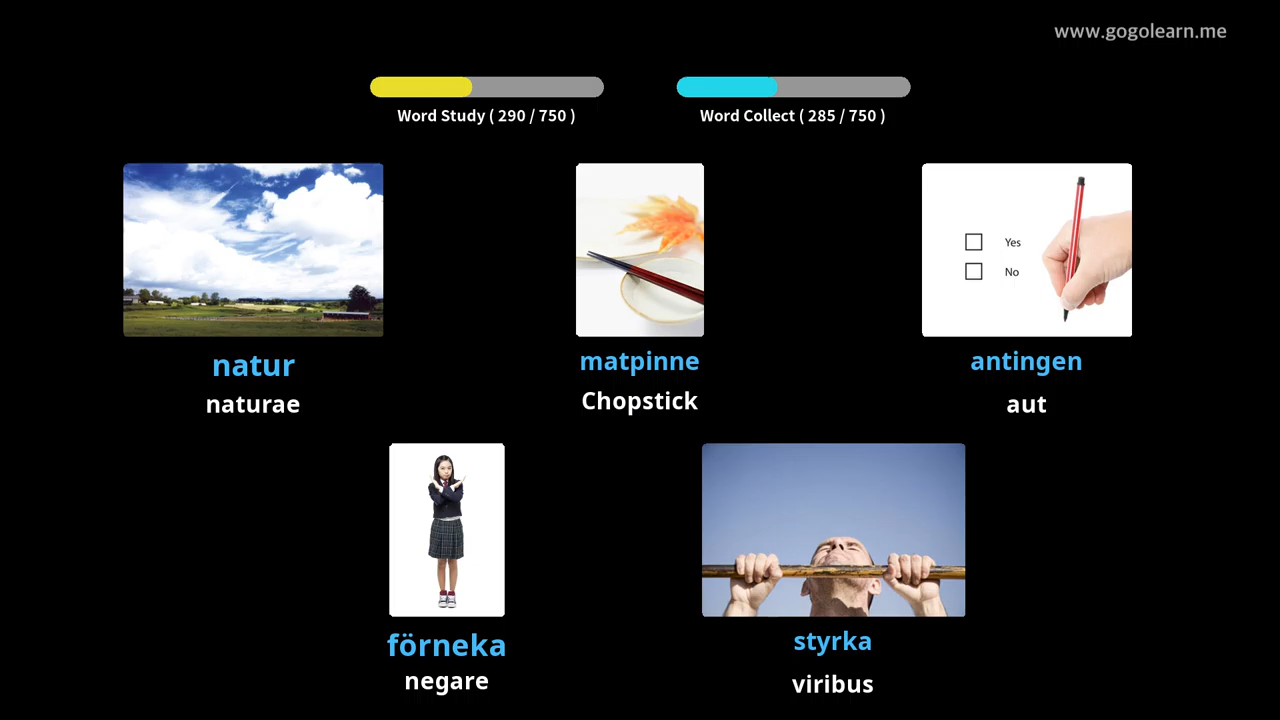 www.gogolearn.me
Word Study ( 290 / 750 )
Word Collect ( 285 / 750 )
Yes
No
natur
matpinne
antingen
naturae
Chopstick
aut
förneka
styrka
negare
viribus